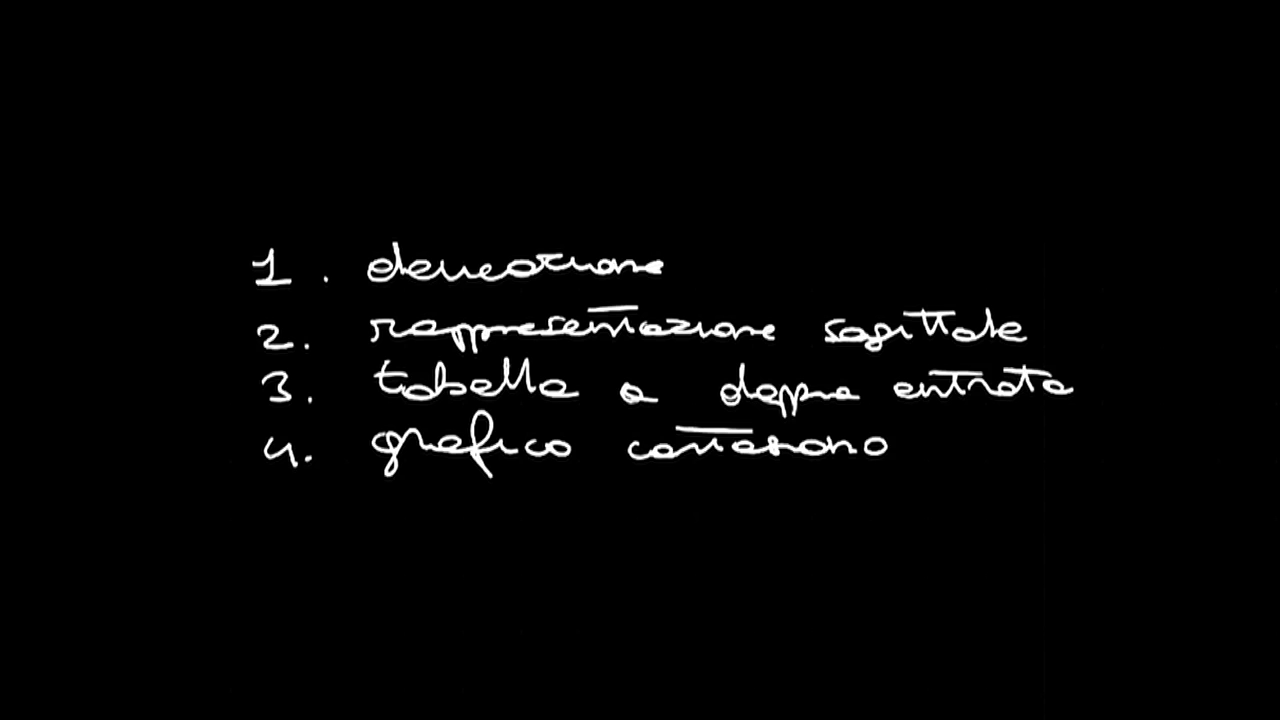 1. elencazione
2. rappresentazione sagittale
3. tabella a doppia entrata
4. grafico cartesiano